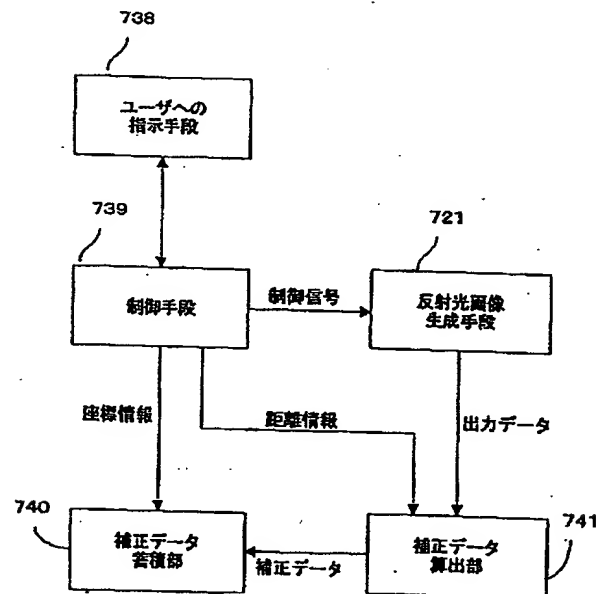 738
ユーザへの
指示手段
739
721
制御手段
制御信号
反射光画像
生成手段
座標情報
距離情報
出力データ
740
741
補正データ
蓄積部
補正データ
補正データ
算出部